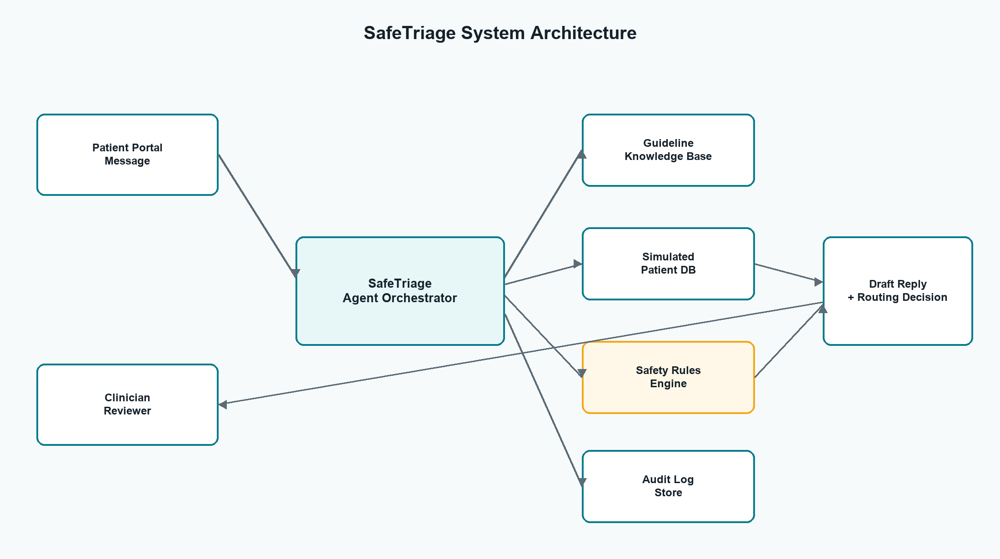 SafeTriage System Architecture
Patient Portal
Message
Guideline
Knowledge Base
Simulated
Patient DB
SafeTriage
Agent Orchestrator
Draft Reply
+ Routing Decision
Safety Rules
Engine
Clinician
Reviewer
Audit Log
Store